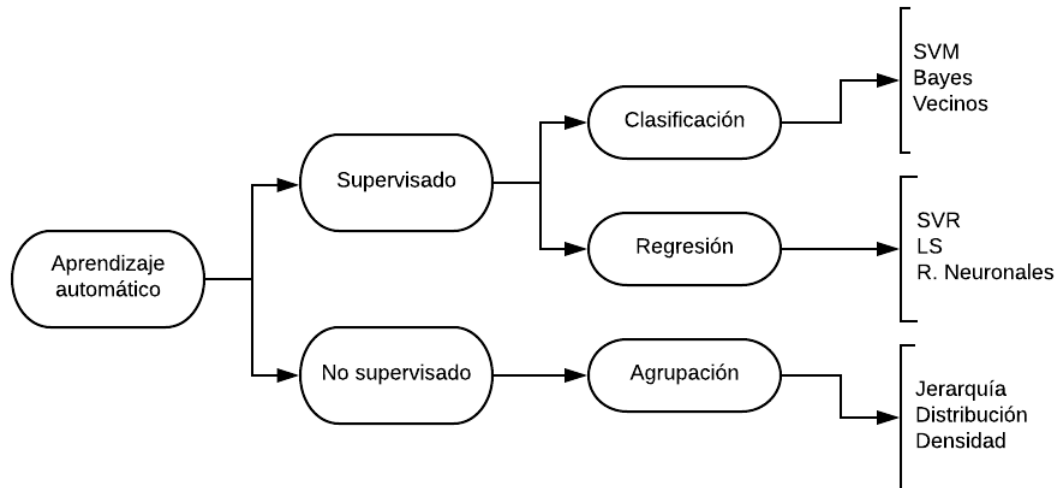 Aprendizaje
automático
Supervisado
No supervisado
Clasificación
Regresión
Agrupación
SVM
Bayes
Vecinos
SVR
LS
R. Neuronales
Jerarquía
Distribución
Densidad